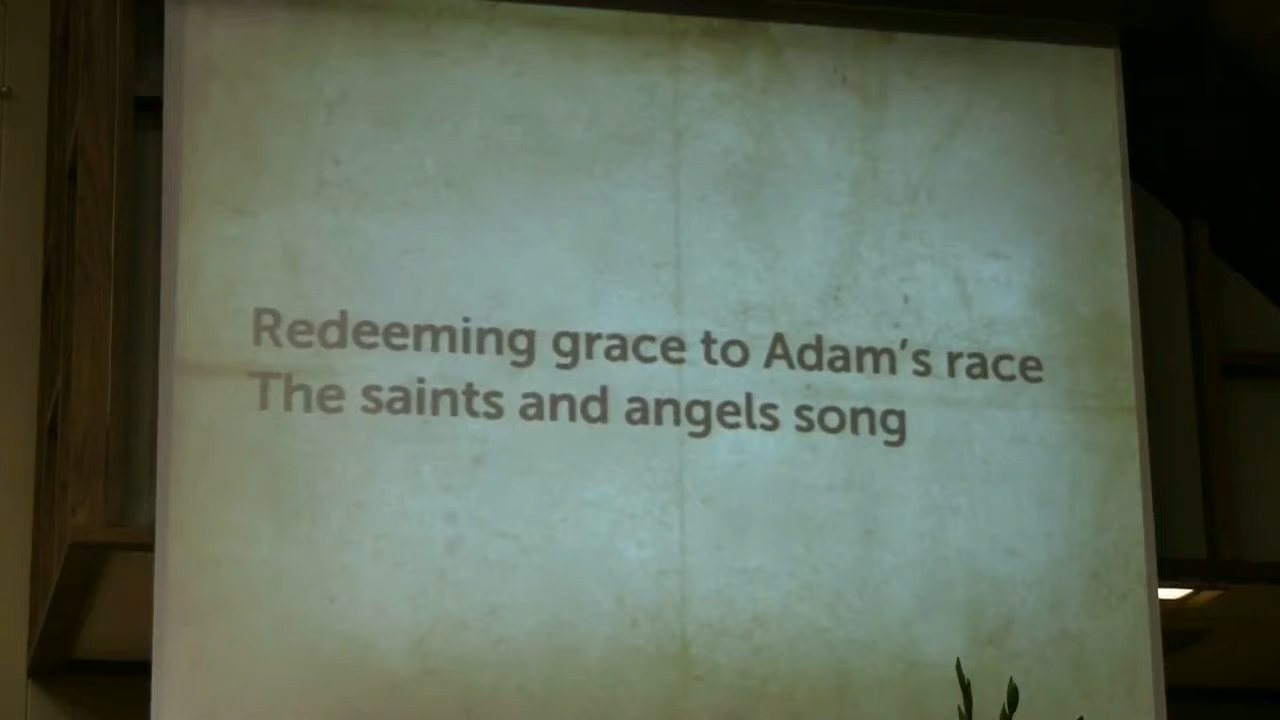 Redeeming grace to Adam's race
The saints and angels song